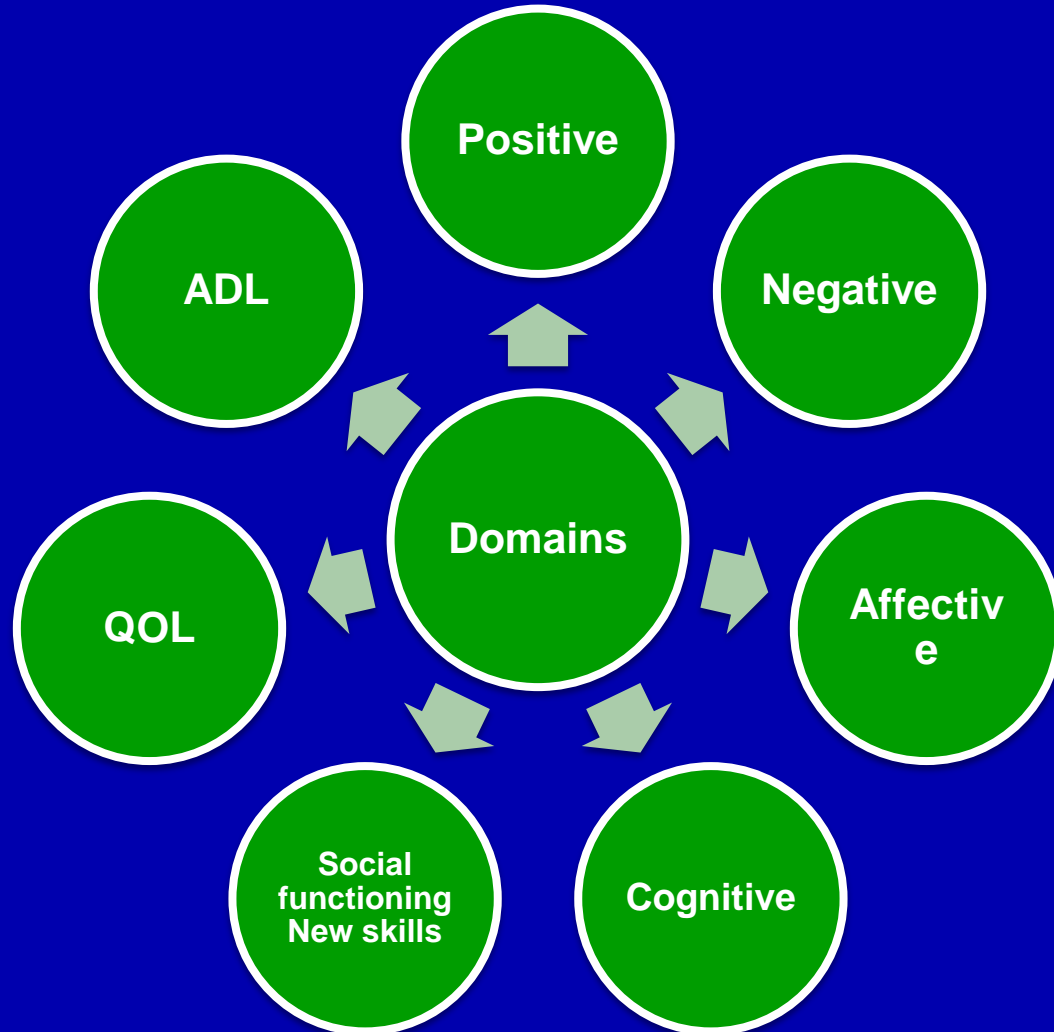 Positive
ADL
Negative
Domains
Affectiv
e
QOL
Social
functioning
New skills
Cognitive